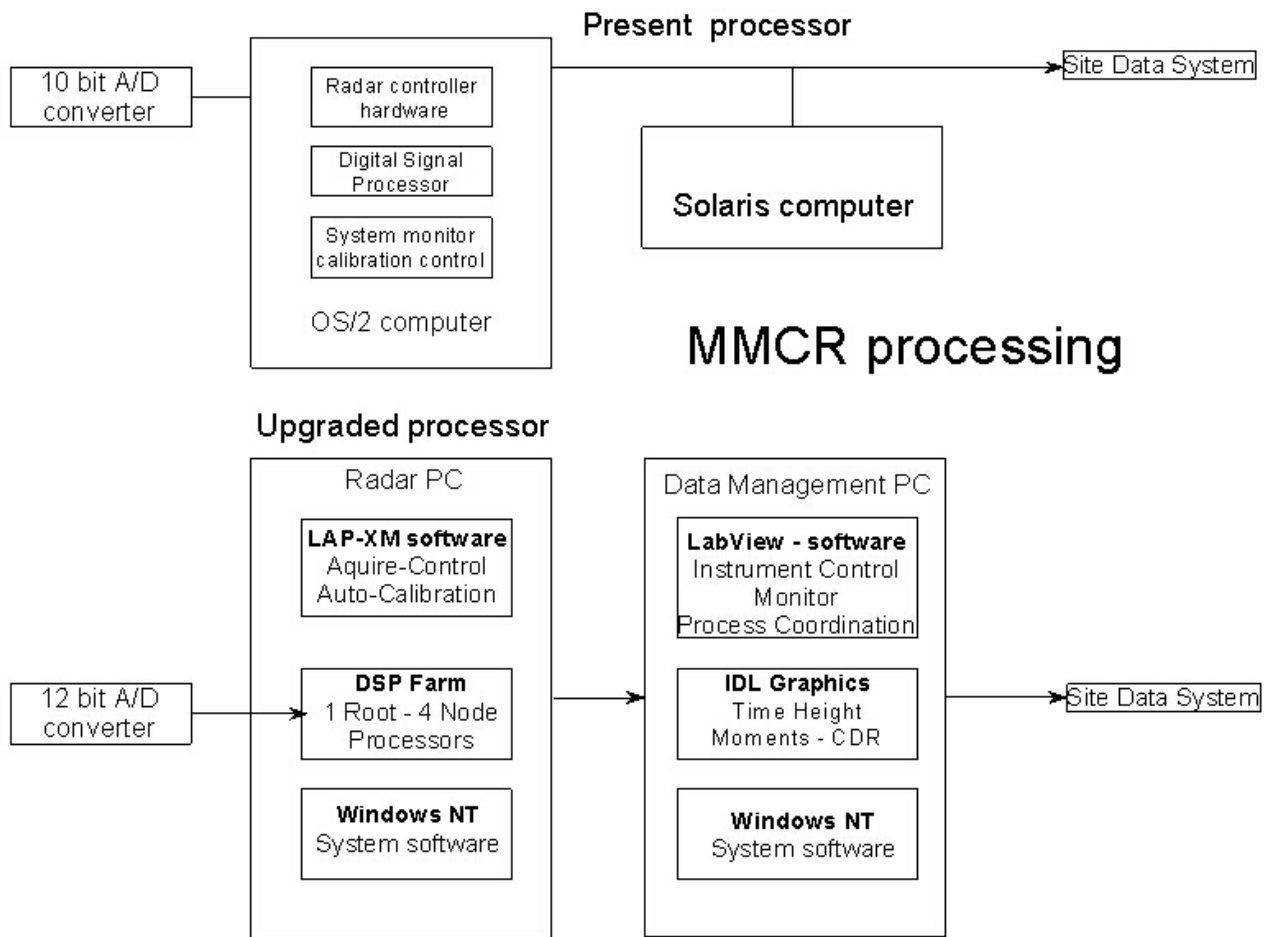 Present processor
10 bit A/D
converter
Radar controller
hardware
Digital Signal
Processor
System monitor
calibration control
OS/2 computer
Site Data System
Solaris computer
MMCR processing
Upgraded processor
12 bit A/D
converter
Radar PC
LAP-XM software
Aquire-Control
Auto-Calibration
DSP Farm
1 Root - 4 Node
Processors
Windows NT
System software
Data Management PC
LabView - software
Instrument Control
Monitor
Process Coordination
IDL Graphics
Time Height
Moments - CDR
Windows NT
System software
Site Data System